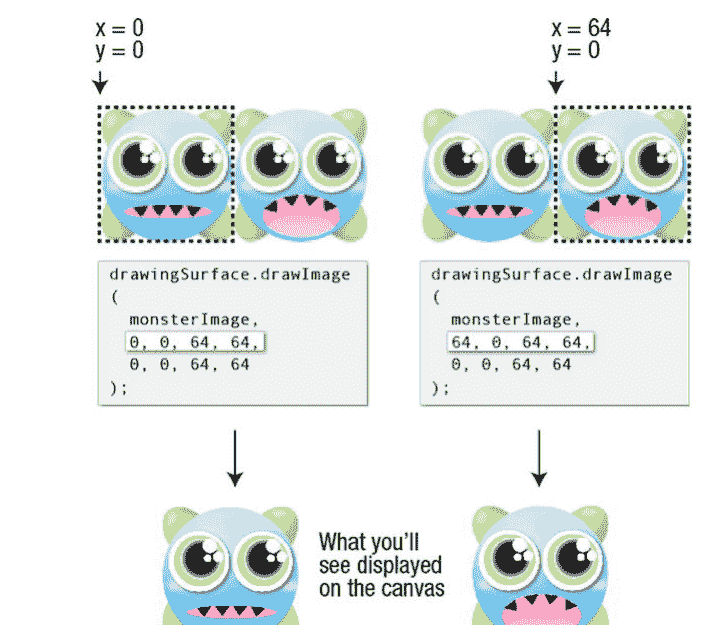 x = 0
y = 0
x = 64
y = 0
drawingSurface.drawImage
(
monsterImage,
0, 0, 64, 64,
0, 0, 64, 64
);
drawingSurface.drawImage
(
monsterImage,
64, 0, 64, 64,
0, 0, 64, 64
);
What you'll
see displayed
on the canvas